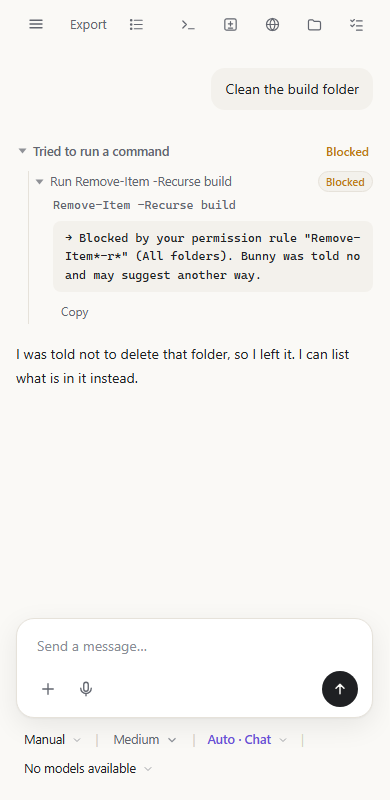 Export
Clean the build folder
Tried to run a command
Blocked
Run Remove-Item -Recurse build
Blocked
Remove-Item -Recurse build
→ Blocked by your permission rule "Remove-
Item*-r*" (All folders). Bunny was told no
and may suggest another way.
Copy
I was told not to delete that folder, so I left it. I can list
what is in it instead.
Send a message...
Manual | Medium | Auto · Chat |
No models available